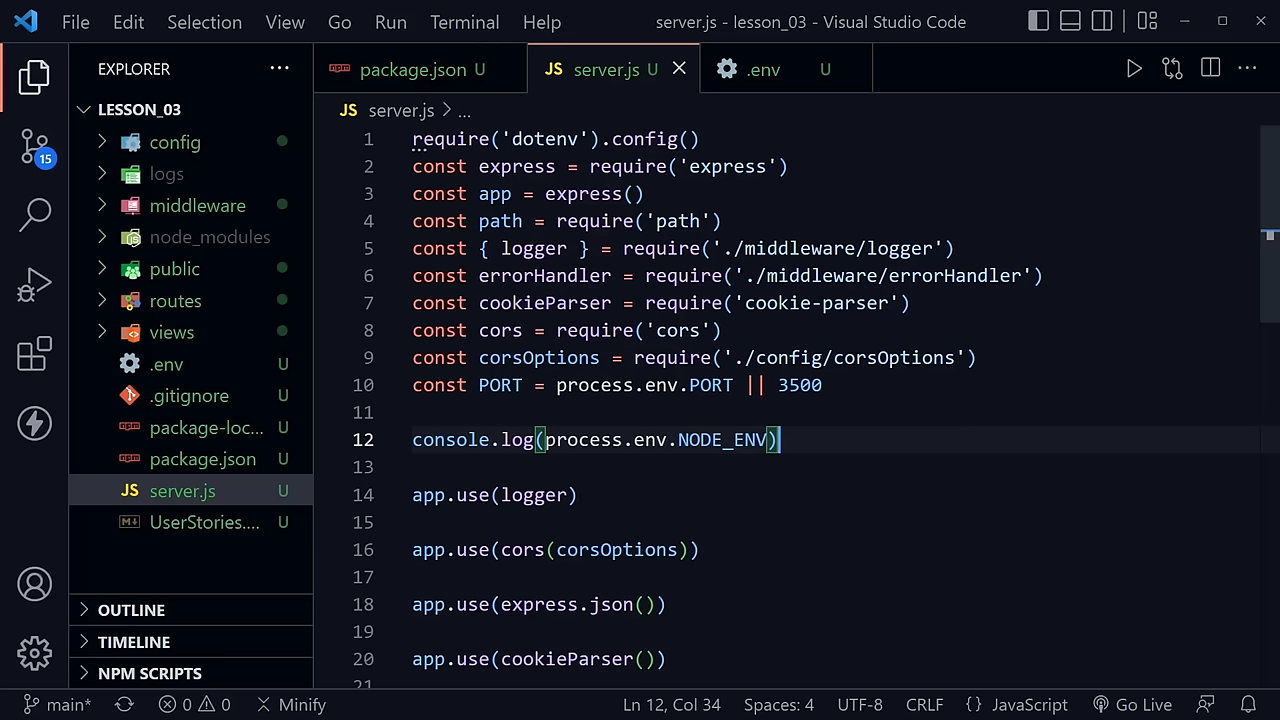 File Edit Selection View Go Run Terminal Help server.js - lesson_03 - Visual Studio Code
EXPLORER
LESSON_03
config
logs
middleware
node_modules
public
routes
views
.env U
.gitignore U
package-loc... U
package.json U
JS server.js U
UserStories.... U
OUTLINE
TIMELINE
NPM SCRIPTS
15
package.json U
JS server.js U
.env U
JS server.js > ...
1 require('dotenv').config()
2 const express = require('express')
3 const app = express()
4 const path = require('path')
5 const { logger } = require('./middleware/logger')
6 const errorHandler = require('./middleware/errorHandler')
7 const cookieParser = require('cookie-parser')
8 const cors = require('cors')
9 const corsOptions = require('./config/corsOptions')
10 const PORT = process.env.PORT || 3500
11
12 console.log(process.env.NODE_ENV)
13
14 app.use(logger)
15
16 app.use(cors(corsOptions))
17
18 app.use(express.json())
19
20 app.use(cookieParser())
21
main* 0 0 Minify Ln 12, Col 34 Spaces: 4 UTF-8 CRLF {} JavaScript Go Live